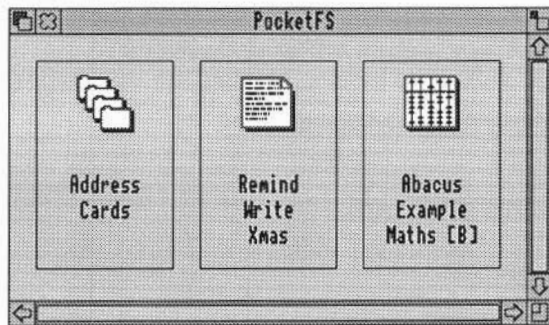 PocketFS
Address
Cards
Remind
Write
Xmas
Abacus
Example
Maths [B]